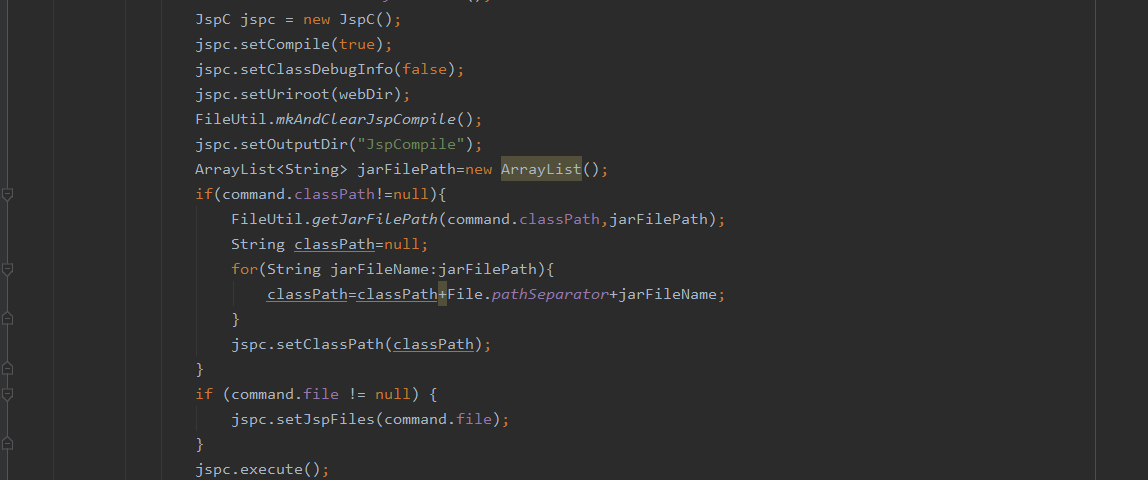 JspC jspc = new JspC();
jspc.setCompile(true);
jspc.setClassDebugInfo(false);
jspc.setUriroot(webDir);
FileUtil.mkAndClearJspCompile();
jspc.setOutputDir("JspCompile");
ArrayList<String> jarFilePath=new ArrayList();
if(command.classPath!=null){
FileUtil.getJarFilePath(command.classPath,jarFilePath);
String classPath=null;
for(String jarFileName:jarFilePath){
classPath=classPath+File.pathSeparator+jarFileName;
}
jspc.setClassPath(classPath);
}
if (command.file != null) {
jspc.setJspFiles(command.file);
}
jspc.execute();